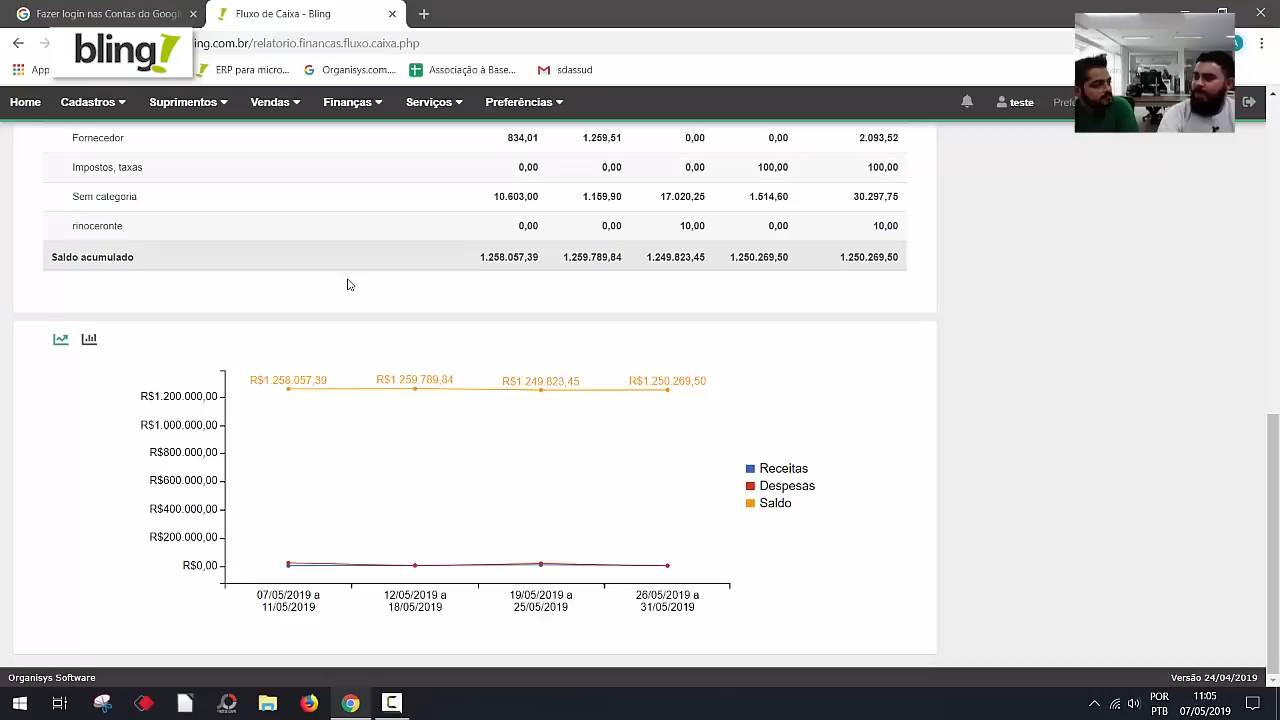 Fazer login nas Contas do Googl
Fluxo de Caixa - Bling
bling!
ng.com.br/relatorio.financas.fluxo.caixa.php
App
ERP para micro...
Organisys.com...
Associação à Base...
sdassud
Home
Cadastros
Suprimentos
Vendas
Finanças
Serviços
Preferências
teste
Fornecedor 834,01 1.259,51 0,00 0,00 2.093,52
Impostos, taxas 0,00 0,00 0,00 100,00 100,00
Sem categoria 10.603,00 1.159,90 17.020,25 1.514,60 30.297,75
rinoceronte 0,00 0,00 10,00 0,00 10,00
Saldo acumulado 1.258.057,39 1.259.789,84 1.249.823,45 1.250.269,50 1.250.269,50
R$1.258.057,39 R$1.259.789,84 R$1.249.823,45 R$1.250.269,50
R$1.200.000,00
R$1.000.000,00
R$800.000,00
R$600.000,00
R$400.000,00
R$200.000,00
R$0,00
Receitas
Despesas
Saldo
07/05/2019 a
11/05/2019
12/05/2019 a
18/05/2019
19/05/2019 a
25/05/2019
26/05/2019 a
31/05/2019
Organisys Software
Versão 24/04/2019
POR
PTB
11:05
07/05/2019